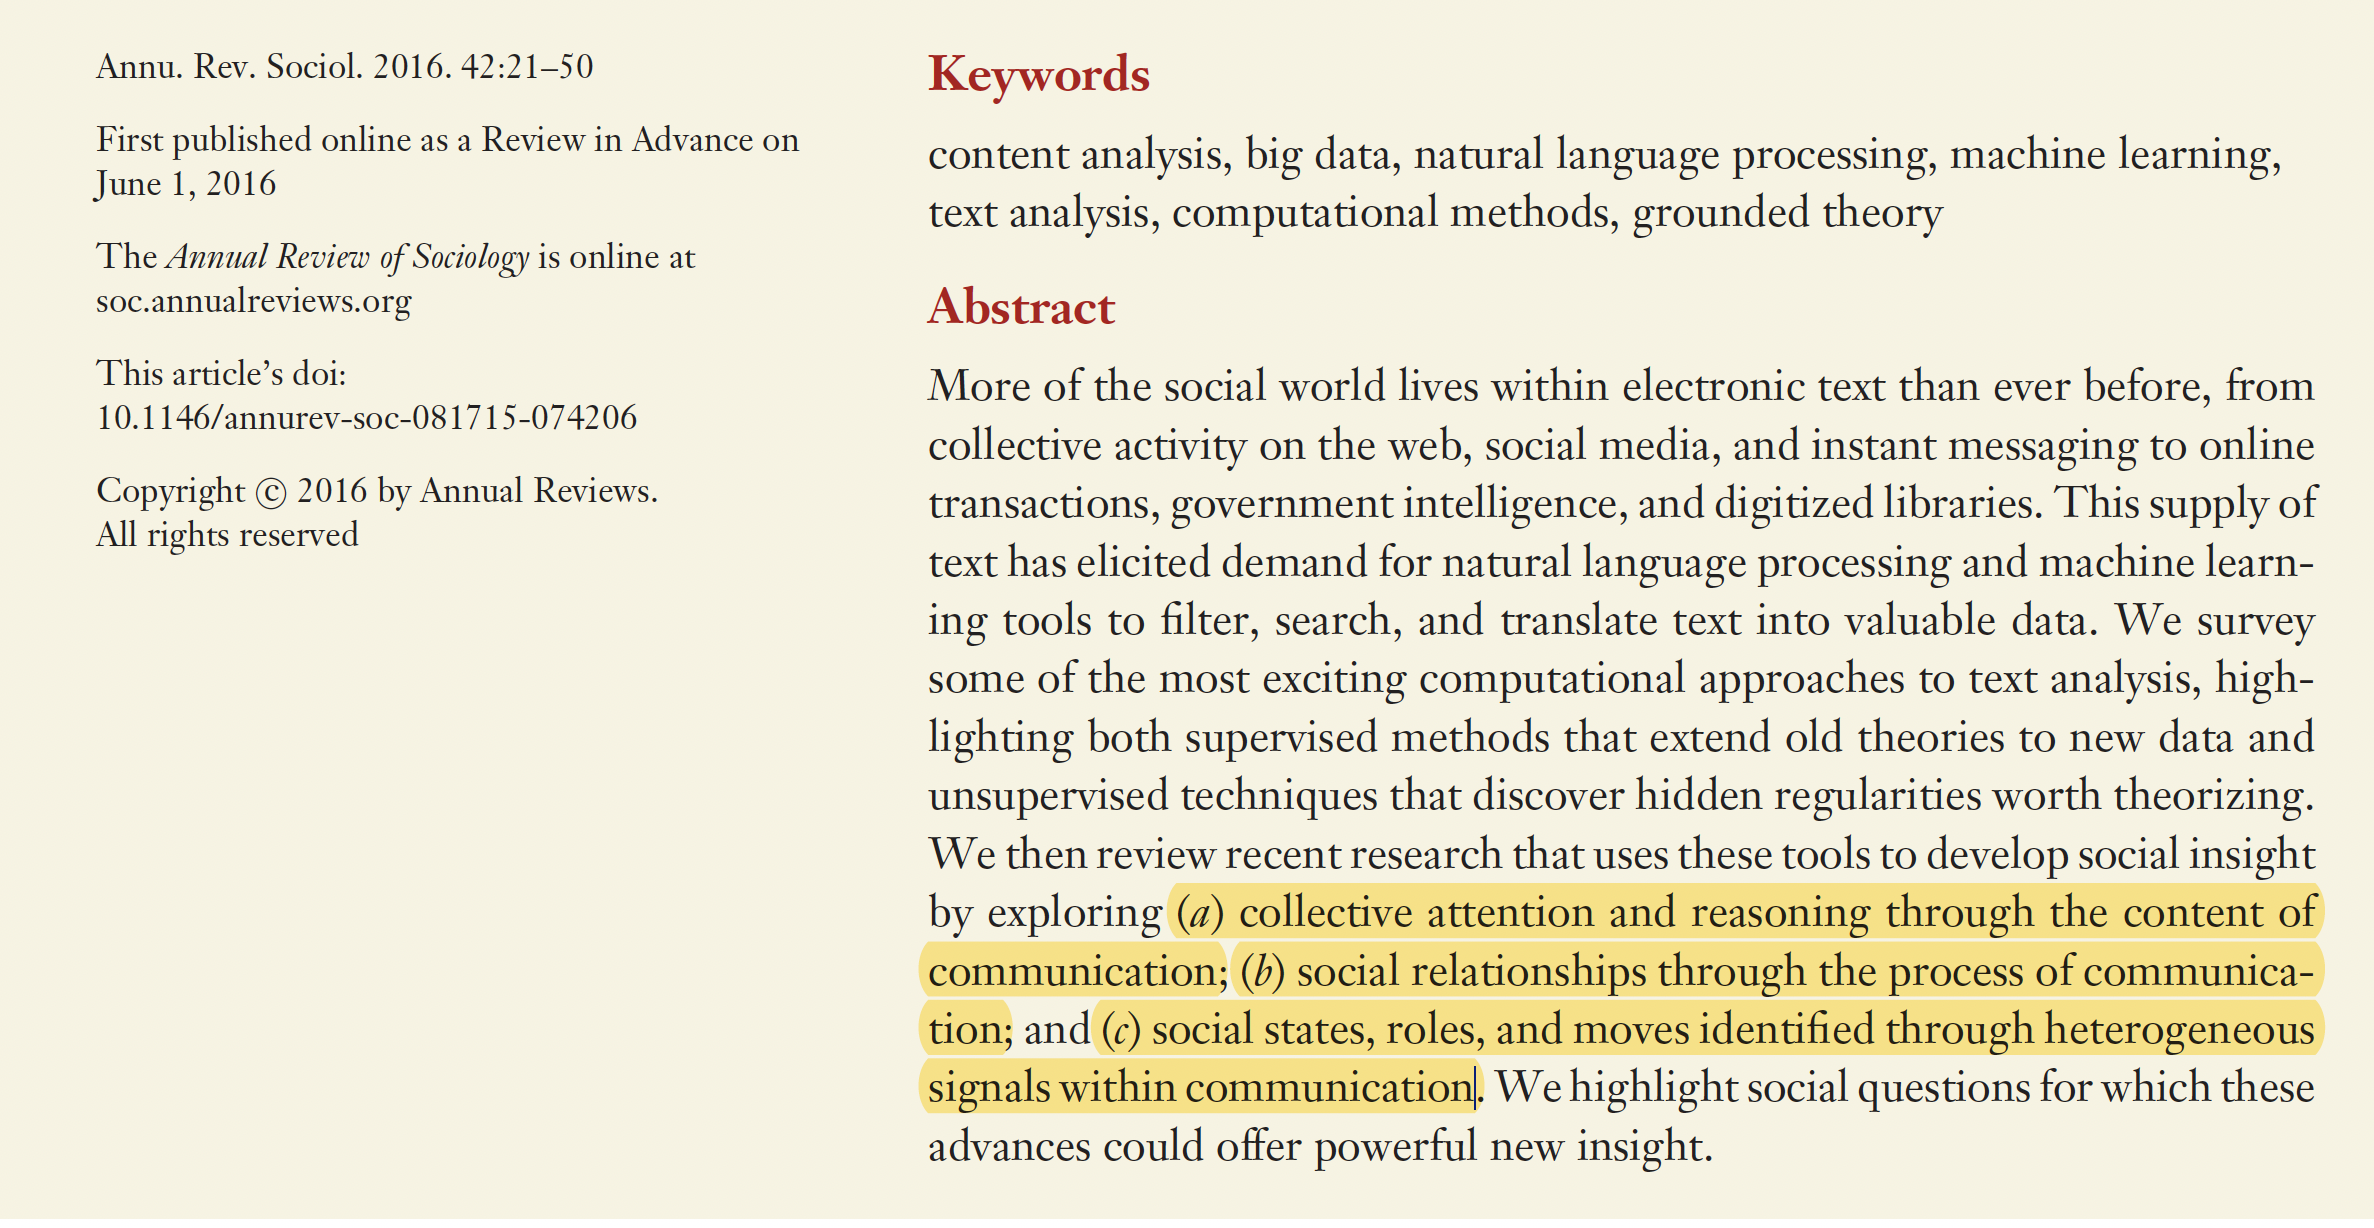 Annu. Rev. Sociol. 2016. 42:21–50
First published online as a Review in Advance on
June 1, 2016
The Annual Review of Sociology is online at
soc.annualreviews.org
This article’s doi:
10.1146/annurev-soc-081715-074206
Copyright © 2016 by Annual Reviews.
All rights reserved
Keywords
content analysis, big data, natural language processing, machine learning,
text analysis, computational methods, grounded theory
Abstract
More of the social world lives within electronic text than ever before, from
collective activity on the web, social media, and instant messaging to online
transactions, government intelligence, and digitized libraries. This supply of
text has elicited demand for natural language processing and machine learn-
ing tools to filter, search, and translate text into valuable data. We survey
some of the most exciting computational approaches to text analysis, high-
lighting both supervised methods that extend old theories to new data and
unsupervised techniques that discover hidden regularities worth theorizing.
We then review recent research that uses these tools to develop social insight
by exploring (a) collective attention and reasoning through the content of
communication; (b) social relationships through the process of communica-
tion; and (c) social states, roles, and moves identified through heterogeneous
signals within communication. We highlight social questions for which these
advances could offer powerful new insight.